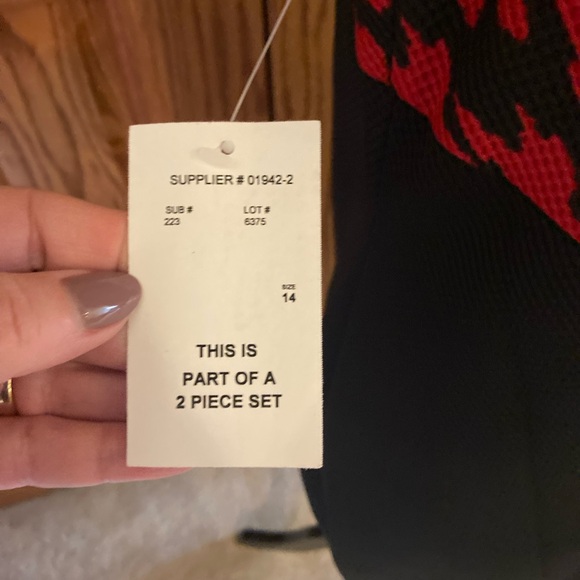 SUPPLIER # 01942-2
SUB # LOT #
223 6375
SIZE
14
THIS IS
PART OF A
2 PIECE SET